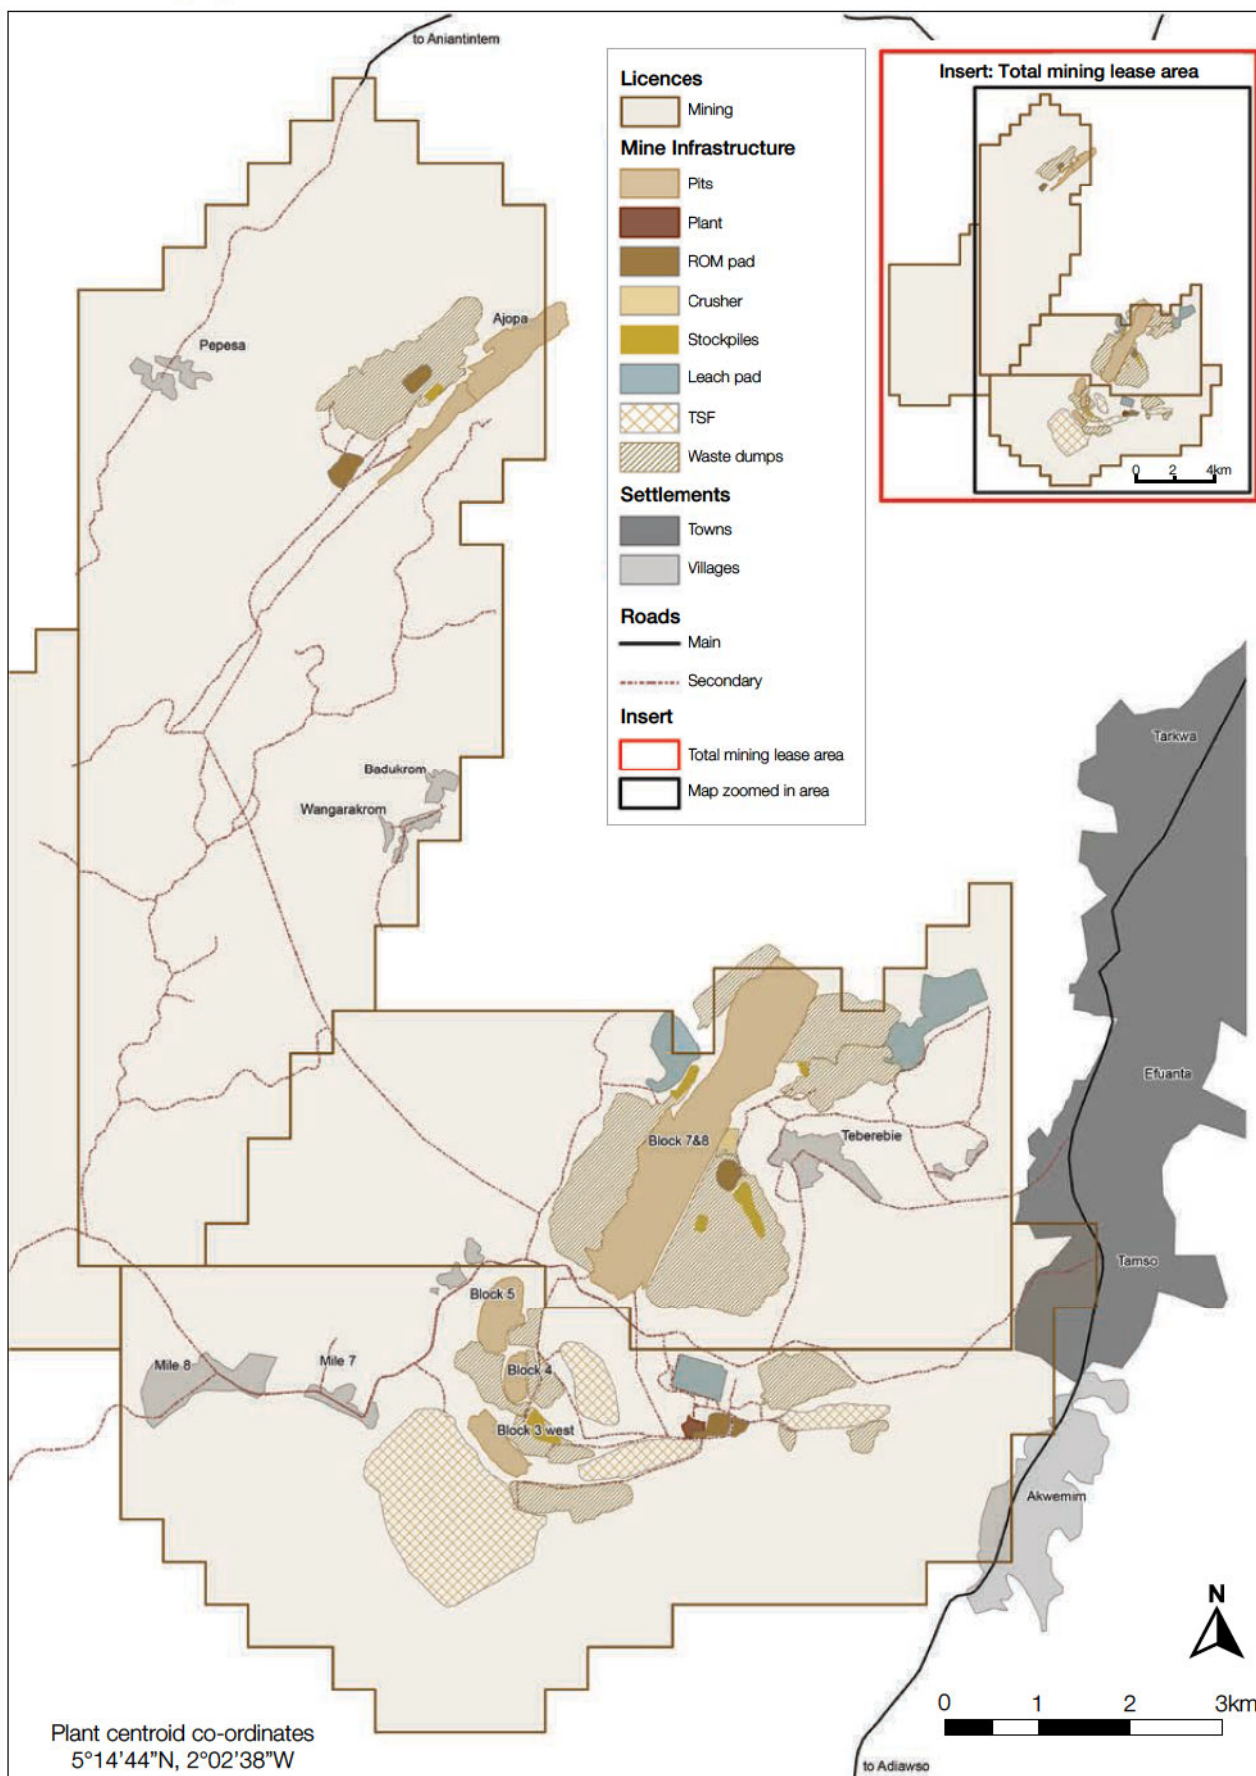 to Aniantintem
Licences
Mining
Mine Infrastructure
Pits
Plant
ROM pad
Crusher
Stockpiles
Leach pad
TSF
Waste dumps
Settlements
Towns
Villages
Roads
Main
Secondary
Insert
Total mining lease area
Map zoomed in area
Insert: Total mining lease area
0 2 4km
Ajopa
Pepesa
Tarkwa
Badukrom
Wangarakrom
Efuanta
Block 7&8
Teberebie
Tamso
Block 5
Mile 8
Mile 7
Block 4
Block 3 west
Akwemim
N
0 1 2 3km
Plant centroid co-ordinates
5°14'44”N, 2°02'38”W
to Adiawso